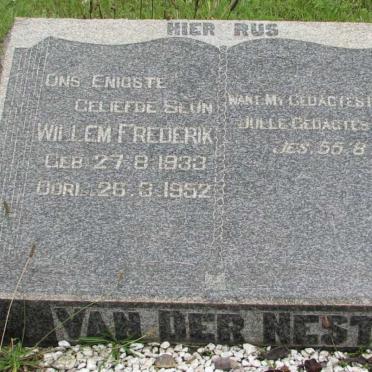 HIER RUS
ONS ENIGSTE
GELIEFDE SEUN
WILLEM FREDERIK
GEB. 27.8.1933
OORL. 26.3.1952
WANT MY GEDAGTES
JULLE GEDAGTES
JES. 55.8
VAN DER NEST